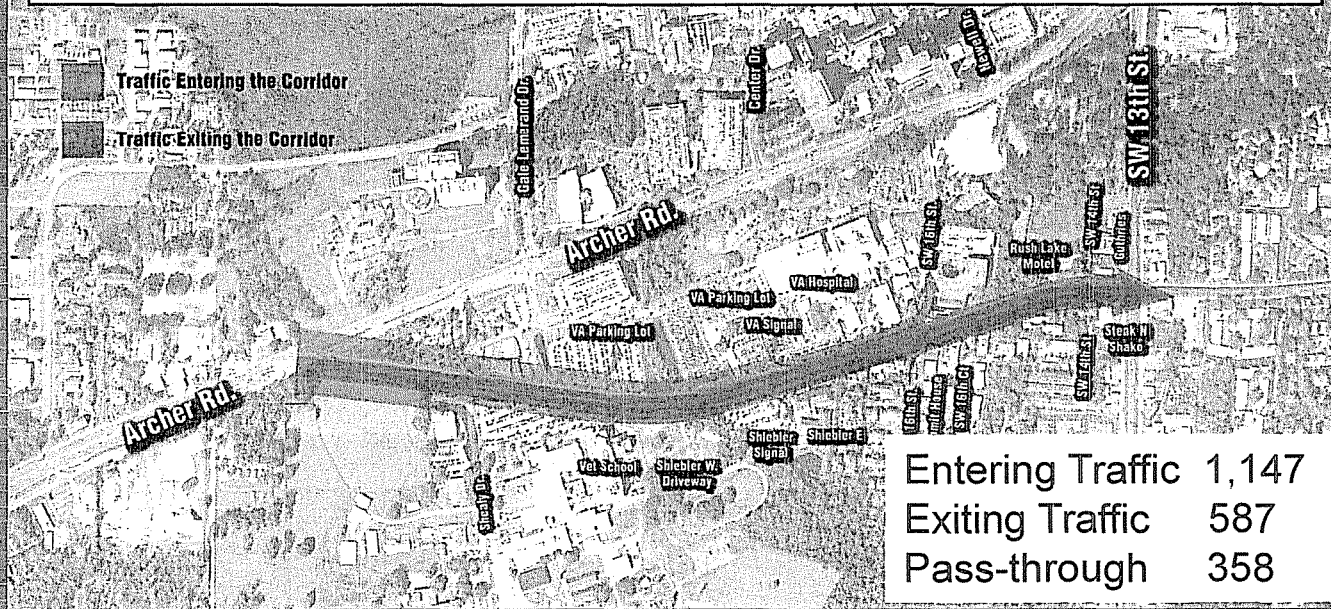 Traffic Entering the Corridor
Traffic Exiting the Corridor
Gale Lemerand Dr.
Center Dr.
Newell Dr.
SW 13th St.
Archer Rd.
SW 16th St.
SW 14th St
Rush Lake
Motel
VA Hospital
VA Parking Lot
VA Signal
VA Parking Lot
Steak N
Shake
SW 14th St
Archer Rd.
16th St.
SW 16th Ct
Shiebler
Signal
Shiebler E
Vet School
Shiebler W.
Driveway
Shealy Dr.
Entering Traffic 1,147
Exiting Traffic 587
Pass-through 358